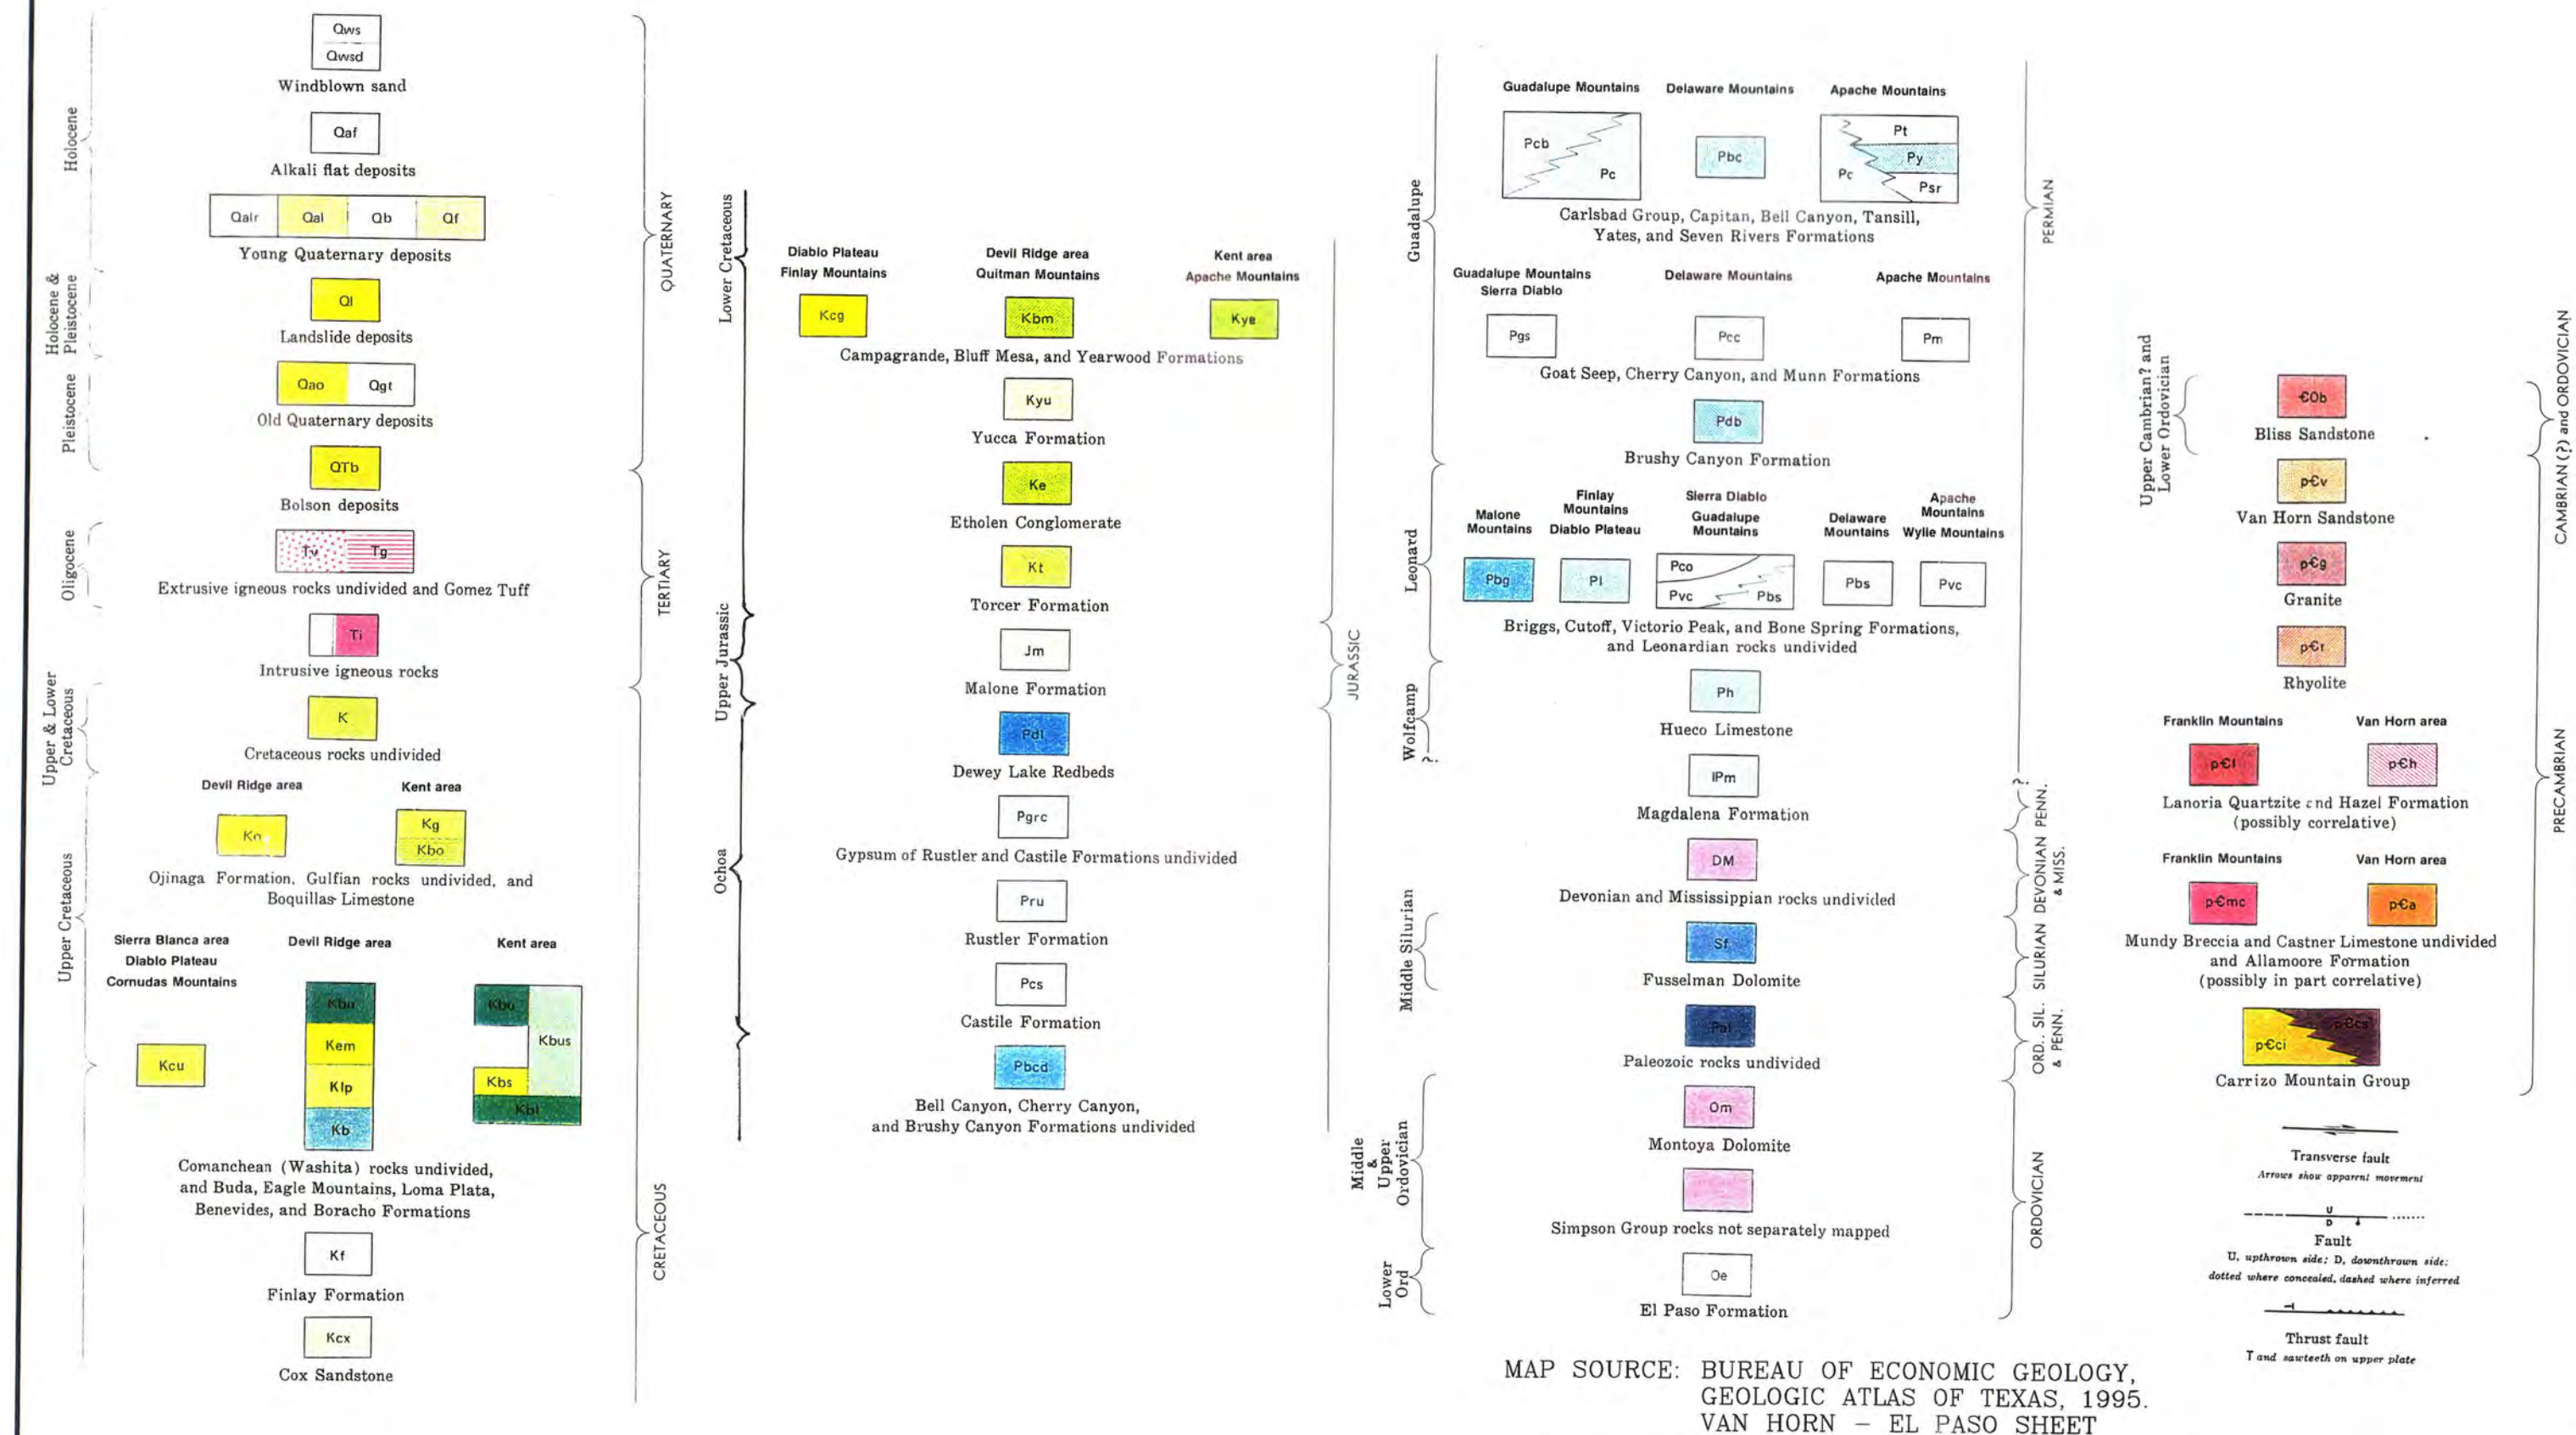 Holocene
Qws
Qwsd
Windblown sand
Qaf
Alkali flat deposits
Qalr Qal Qb Qf
Young Quaternary deposits
Holocene &
Pleistocene
Ql
Landslide deposits
Pleistocene
Qao Qgt
Old Quaternary deposits
QTb
Bolson deposits
QUATERNARY
Oligocene
Tv Tg
Extrusive igneous rocks undivided and Gomez Tuff
Ti
Intrusive igneous rocks
TERTIARY
Upper & Lower
Cretaceous
K
Cretaceous rocks undivided
Upper Cretaceous
Devil Ridge area Kent area
Kg
Kbo
Ojinaga Formation, Gulfian rocks undivided, and
Boquillas Limestone
Sierra Blanca area
Diablo Plateau
Cornudas Mountains
Kcu
Devil Ridge area
Kbu
Kem
Klp
Kb
Kent area
Kbu
Kbus
Kbs
Kbl
Comanchean (Washita) rocks undivided,
and Buda, Eagle Mountains, Loma Plata,
Benevides, and Boracho Formations
Kf
Finlay Formation
Kcx
Cox Sandstone
CRETACEOUS
Lower Cretaceous
Diablo Plateau
Finlay Mountains
Kcg
Devil Ridge area
Quitman Mountains
Kbm
Kent area
Apache Mountains
Kye
Campagrande, Bluff Mesa, and Yearwood Formations
Kyu
Yucca Formation
Ke
Etholen Conglomerate
Kt
Torcer Formation
Upper Jurassic
Jm
Malone Formation
JURASSIC
Ochoa
Pdl
Dewey Lake Redbeds
Pgrc
Gypsum of Rustler and Castile Formations undivided
Pru
Rustler Formation
Pcs
Castile Formation
Pbcd
Bell Canyon, Cherry Canyon,
and Brushy Canyon Formations undivided
Guadalupe
Guadalupe Mountains Delaware Mountains Apache Mountains
Pcb
Pc
Pbc
Pc
Pt
Py
Psr
Carlsbad Group, Capitan, Bell Canyon, Tansill,
Yates, and Seven Rivers Formations
Guadalupe Mountains
Sierra Diablo
Delaware Mountains
Apache Mountains
Pgs Pcc Pm
Goat Seep, Cherry Canyon, and Munn Formations
Pdb
Brushy Canyon Formation
Leonard
Malone
Mountains
Finlay
Mountains
Diablo Plateau
Sierra Diablo
Guadalupe
Mountains
Delaware
Mountains
Apache
Mountains
Wylie Mountains
Pbg
Pl
Pco
Pvc
Pbs
Pbs
Pvc
Briggs, Cutoff, Victorio Peak, and Bone Spring Formations,
and Leonardian rocks undivided
Wolfcamp
?
Ph
Hueco Limestone
PERMIAN
?
IPm
Magdalena Formation
PENN.
DM
Devonian and Mississippian rocks undivided
DEVONIAN
& MISS.
Middle Silurian
Sf
Fusselman Dolomite
SILURIAN
Pal
Paleozoic rocks undivided
ORD., SIL.
& PENN.
Middle
&
Upper
Ordovician
Om
Montoya Dolomite
Simpson Group rocks not separately mapped
Lower
Ord
Oe
El Paso Formation
ORDOVICIAN
Upper Cambrian? and
Lower Ordovician
ЄOb
Bliss Sandstone
CAMBRIAN(?) and ORDOVICIAN
pЄv
Van Horn Sandstone
pЄg
Granite
pЄr
Rhyolite
Franklin Mountains Van Horn area
pЄl pЄh
Lanoria Quartzite and Hazel Formation
(possibly correlative)
Franklin Mountains Van Horn area
pЄmc pЄa
Mundy Breccia and Castner Limestone undivided
and Allamoore Formation
(possibly in part correlative)
pЄci pЄcs
Carrizo Mountain Group
PRECAMBRIAN
Transverse fault
Arrows show apparent movement
U
D
Fault
U, upthrown side; D, downthrown side;
dotted where concealed, dashed where inferred
T
Thrust fault
T and sawteeth on upper plate
MAP SOURCE: BUREAU OF ECONOMIC GEOLOGY,
GEOLOGIC ATLAS OF TEXAS, 1995.
VAN HORN – EL PASO SHEET